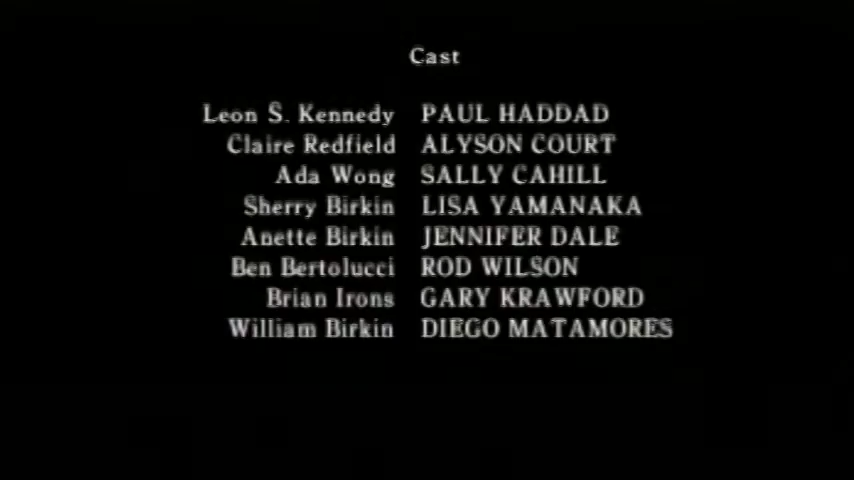 Cast
Leon S. Kennedy PAUL HADDAD
Claire Redfield ALYSON COURT
Ada Wong SALLY CAHILL
Sherry Birkin LISA YAMANAKA
Anette Birkin JENNIFER DALE
Ben Bertolucci ROD WILSON
Brian Irons GARY KRAWFORD
William Birkin DIEGO MATAMORES